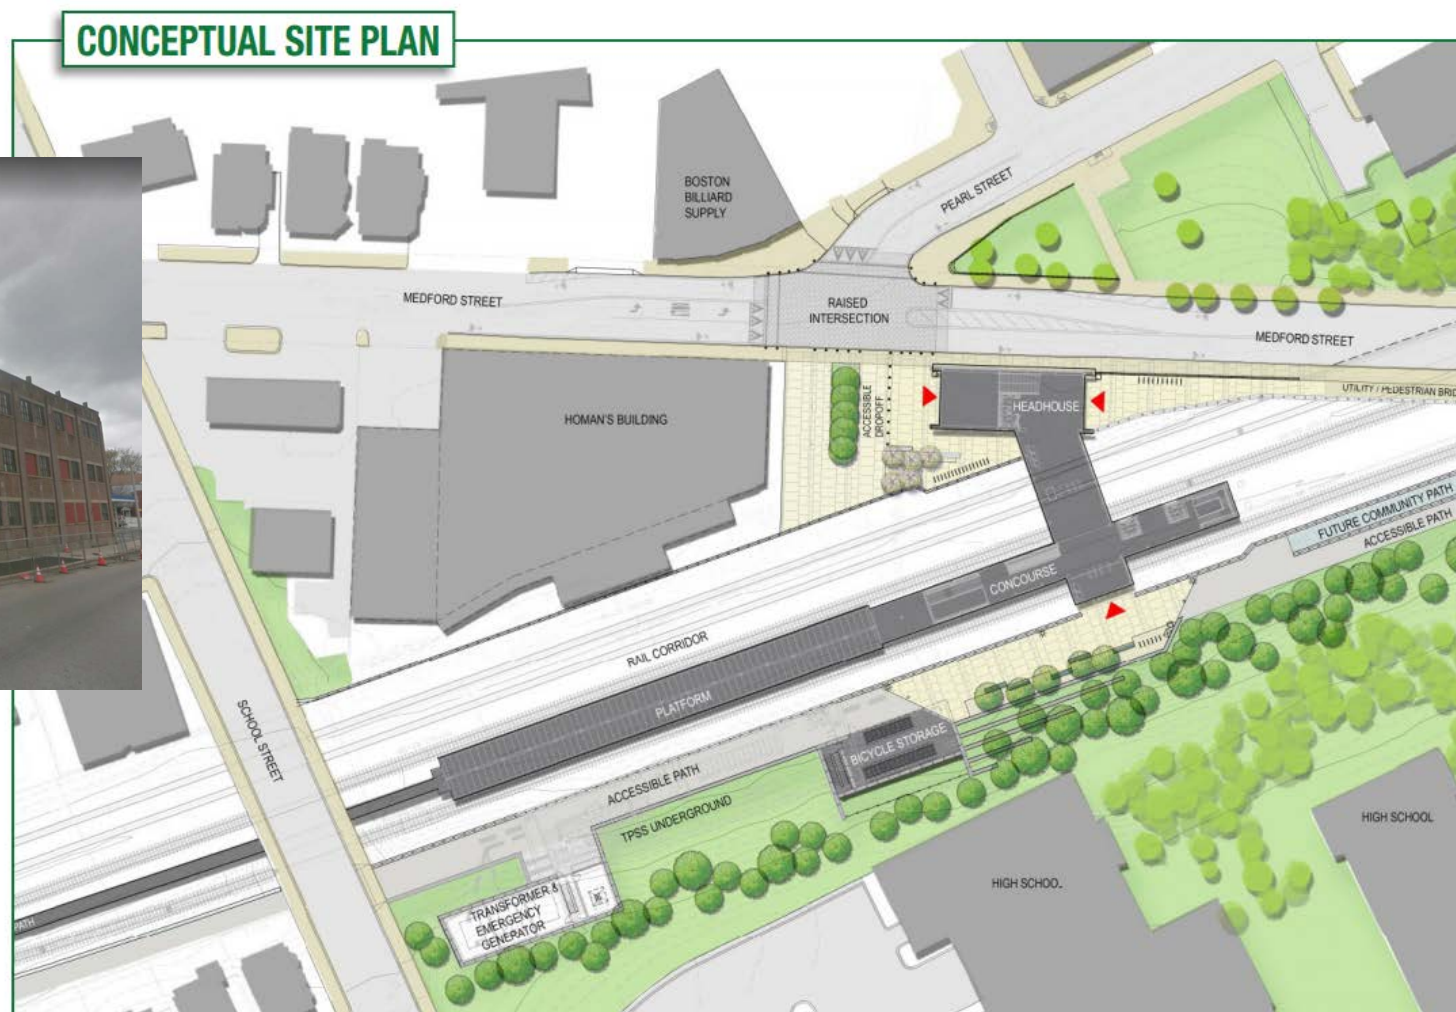 CONCEPTUAL SITE PLAN
BOSTON
BILLIARD
SUPPLY
PEARL STREET
MEDFORD STREET
RAISED
INTERSECTION
MEDFORD STREET
HOMAN'S BUILDING
ACCESSIBLE
DROPOFF
HEADHOUSE
UTILITY / PEDESTRIAN BRID
FUTURE COMMUNITY PATH
ACCESSIBLE PATH
CONCOURSE
RAIL CORRIDOR
PLATFORM
SCHOOL STREET
BICYCLE STORAGE
ACCESSIBLE PATH
TPSS UNDERGROUND
HIGH SCHOOL
HIGH SCHOOL
TRANSFORMER &
EMERGENCY
GENERATOR
PATH